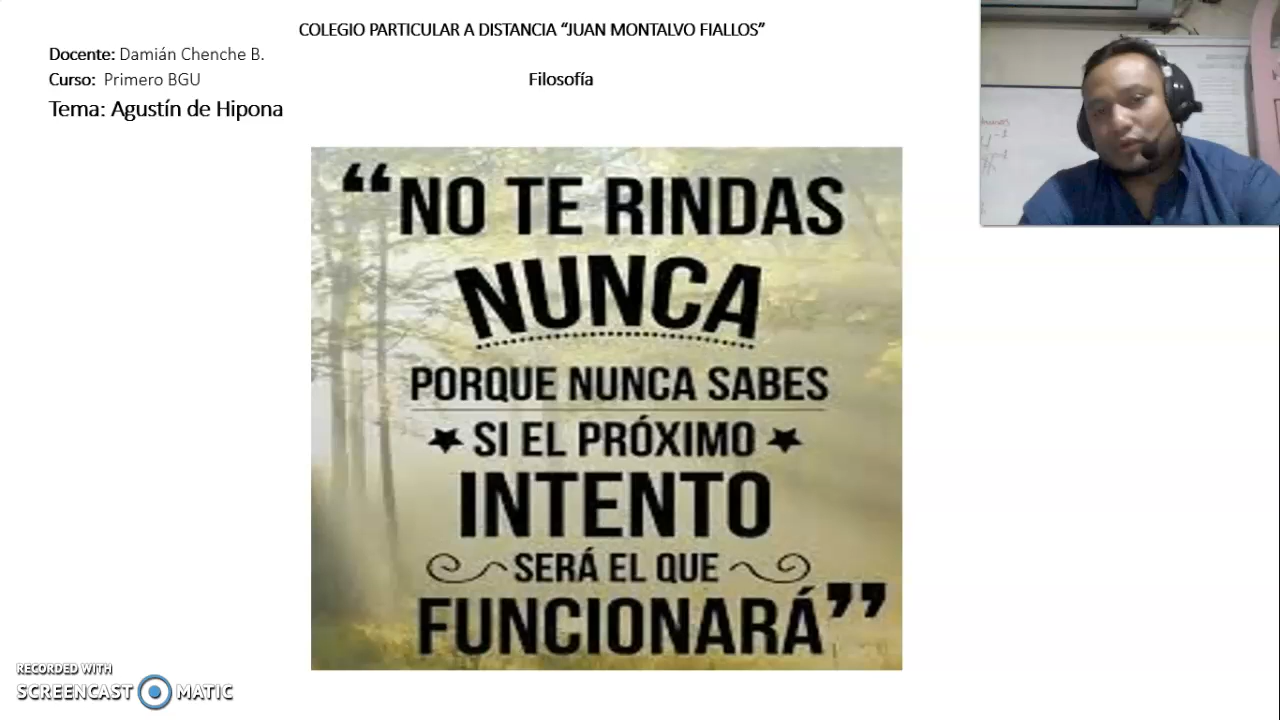 COLEGIO PARTICULAR A DISTANCIA “JUAN MONTALVO FIALLOS”
Docente: Damián Chenche B.
Curso: Primero BGU
Filosofía
Tema: Agustín de Hipona
“NO TE RINDAS
NUNCA
PORQUE NUNCA SABES
SI EL PRÓXIMO
INTENTO
SERÁ EL QUE
FUNCIONARÁ”
RECORDED WITH
SCREENCAST MATIC